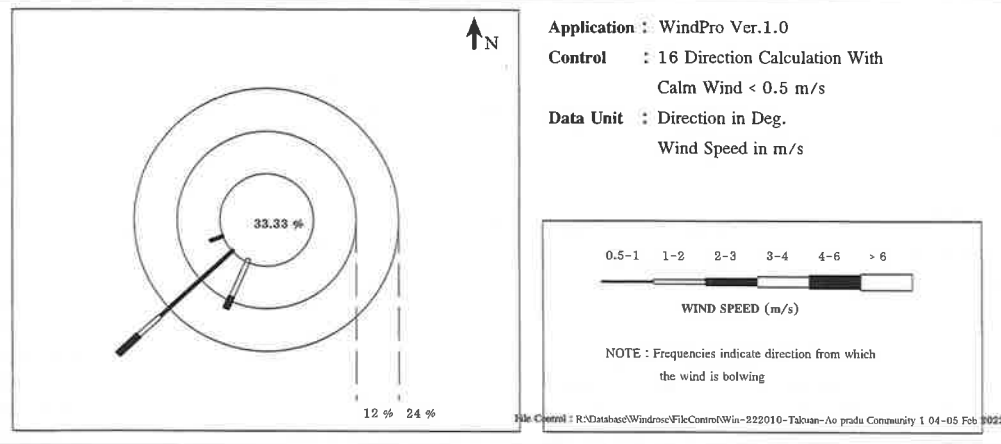 N
33.33 %
12 % 24 %
Application : WindPro Ver.1.0
Control : 16 Direction Calculation With
Calm Wind < 0.5 m/s
Data Unit : Direction in Deg.
Wind Speed in m/s
0.5-1 1-2 2-3 3-4 4-6 > 6
WIND SPEED (m/s)
NOTE : Frequencies indicate direction from which
the wind is bolwing
File Control : R:\Database\Windrose\FileControl\Win-222010-Takuan-Ao pradu Community 1 04-05 Feb